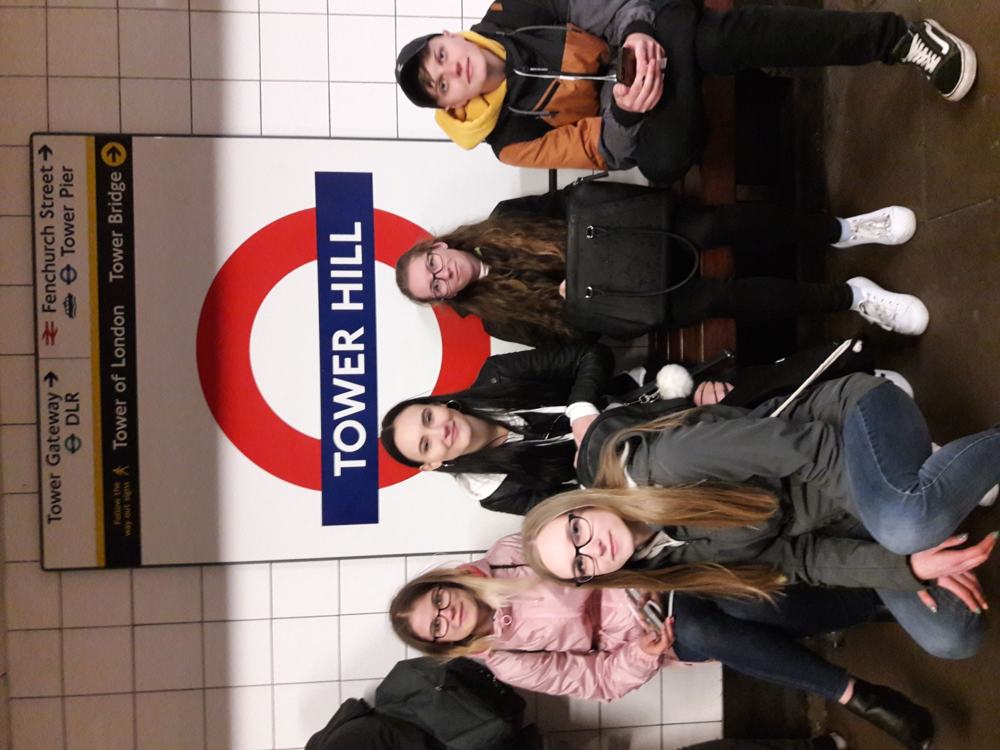 Tower Gateway →
DLR
Fenchurch Street →
Tower Pier
Follow the
way out signs
Tower of London
Tower Bridge →
TOWER HILL